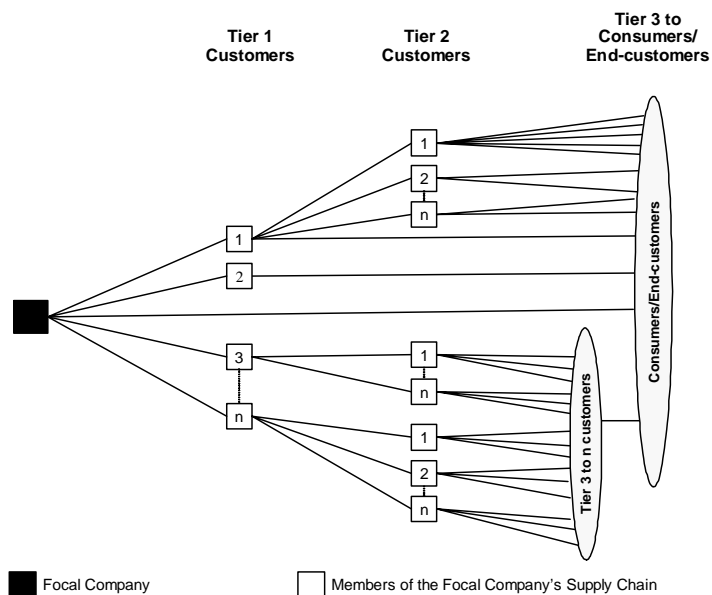 Tier 1
Customers
Tier 2
Customers
Tier 3 to
Consumers/
End-customers
1
2
n
1
2
3
n
1
n
1
2
n
Consumers/End-customers
Tier 3 to n customers
Focal Company
Members of the Focal Company's Supply Chain